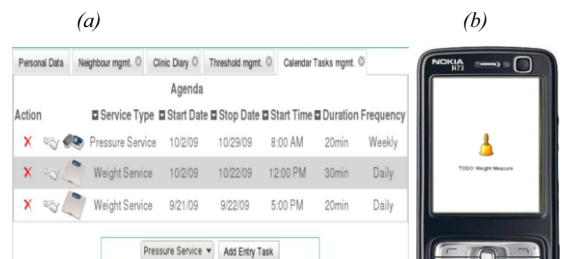 (a) (b)
Personal Data Neighbour mgmt. Clinic Diary Threshold mgmt. Calendar Tasks mgmt.
Agenda
Action Service Type Start Date Stop Date Start Time Duration Frequency
Pressure Service 10/2/09 10/29/09 8:00 AM 20min Weekly
Weight Service 10/2/09 10/22/09 12:00 PM 30min Daily
Weight Service 9/21/09 9/22/09 5:00 PM 20min Daily
Pressure Service Add Entry Task
NOKIA
N73
TODO: Weight Measure